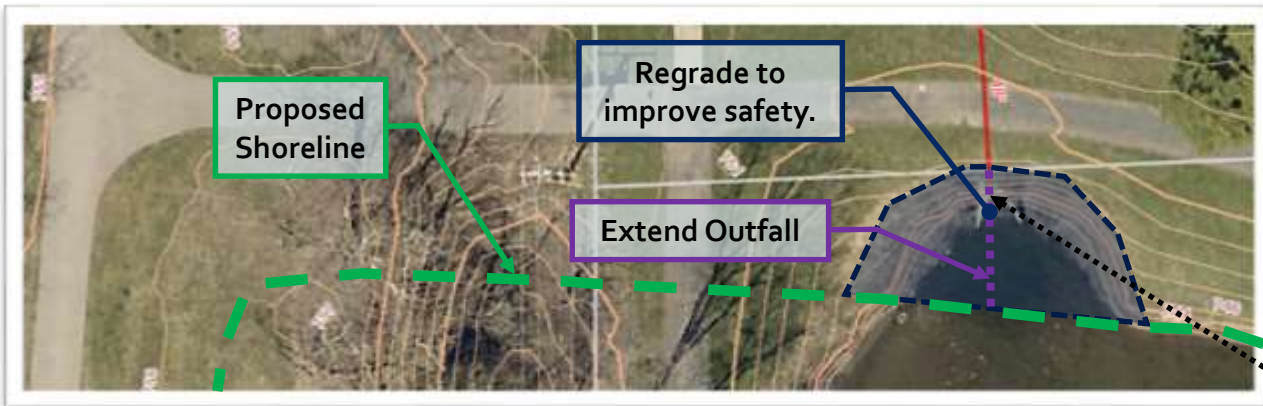 Proposed
Shoreline
Regrade to
improve safety.
Extend Outfall